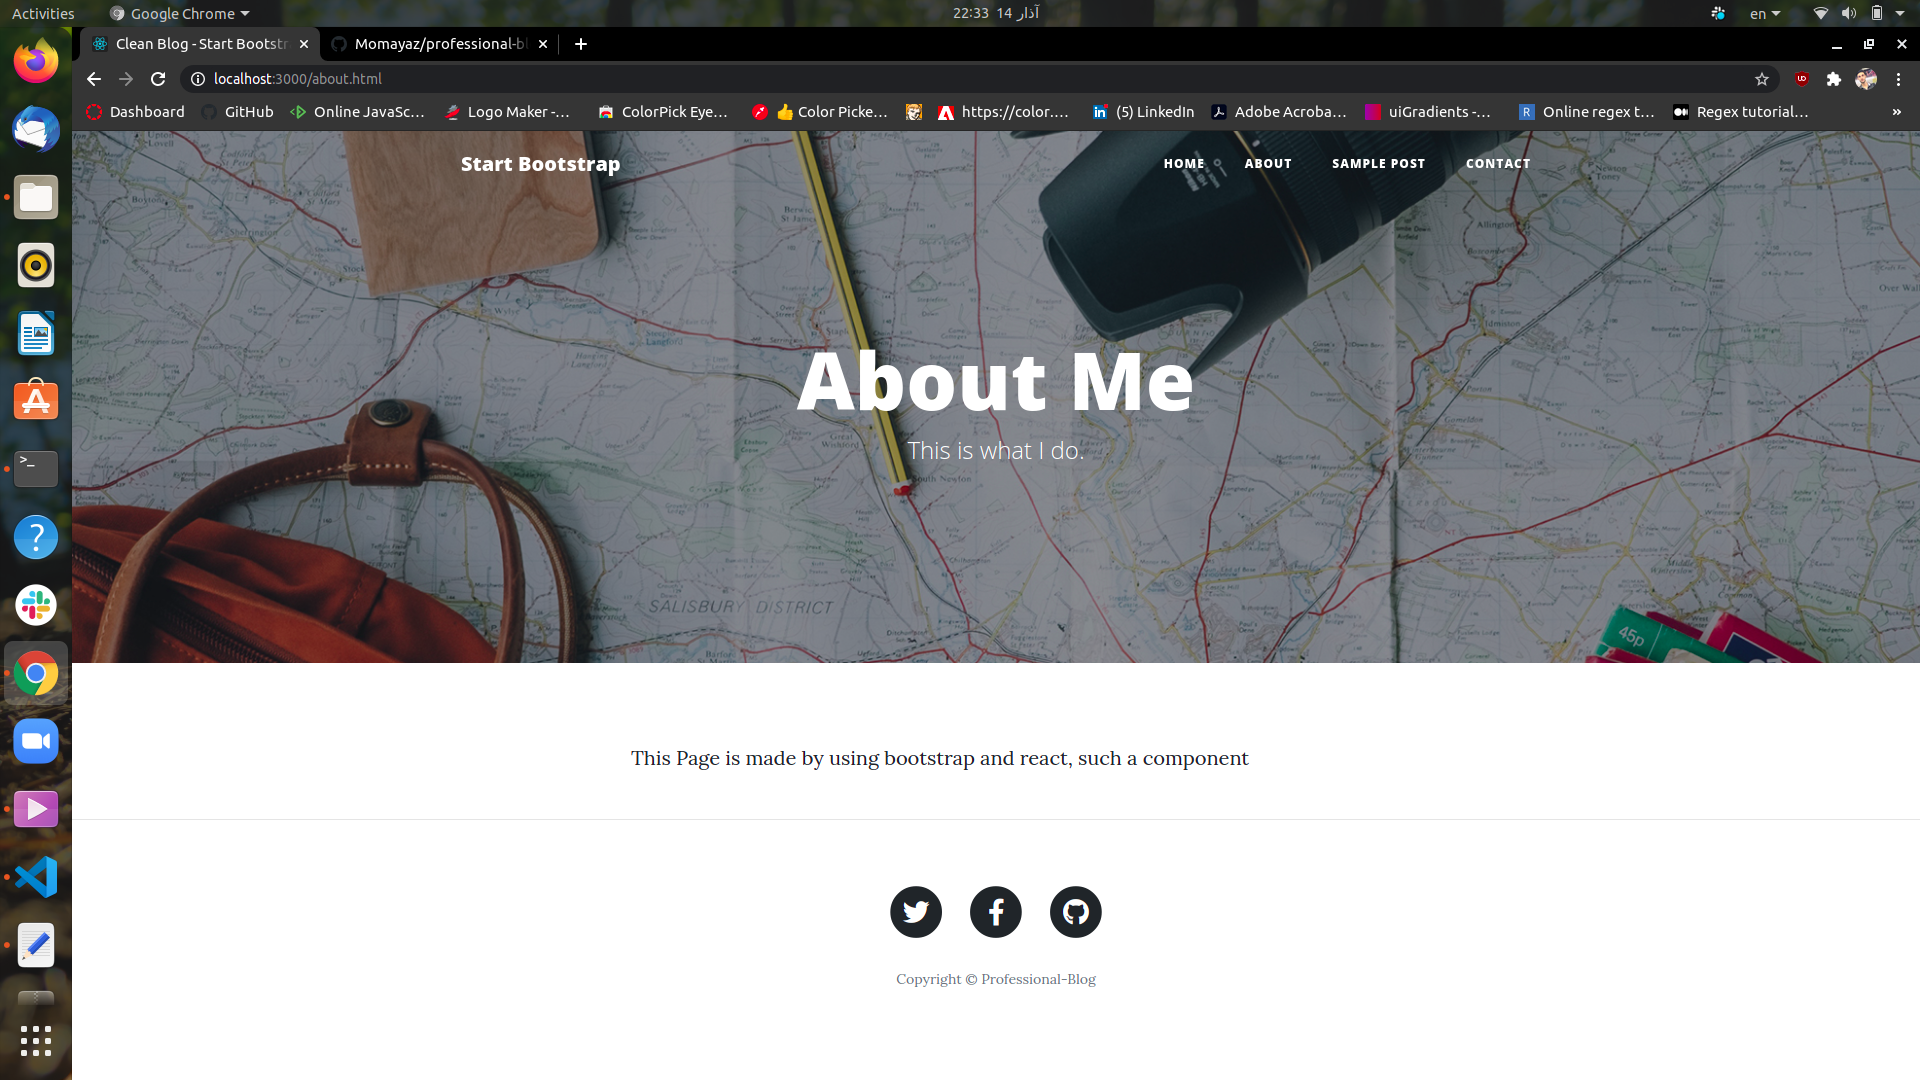 Activities
Google Chrome
22:33 14 آذار
en
Clean Blog - Start Bootstr
Momayaz/professional-bl
localhost:3000/about.html
Dashboard
GitHub
Online JavaSc...
Logo Maker -...
ColorPick Eye...
Color Picke...
https://color....
(5) LinkedIn
Adobe Acroba...
uiGradients -...
Online regex t...
Regex tutorial...
»
Start Bootstrap
HOME
ABOUT
SAMPLE POST
CONTACT
About Me
This is what I do.
SALISBURY DISTRICT
45p
This Page is made by using bootstrap and react, such a component
Copyright © Professional-Blog